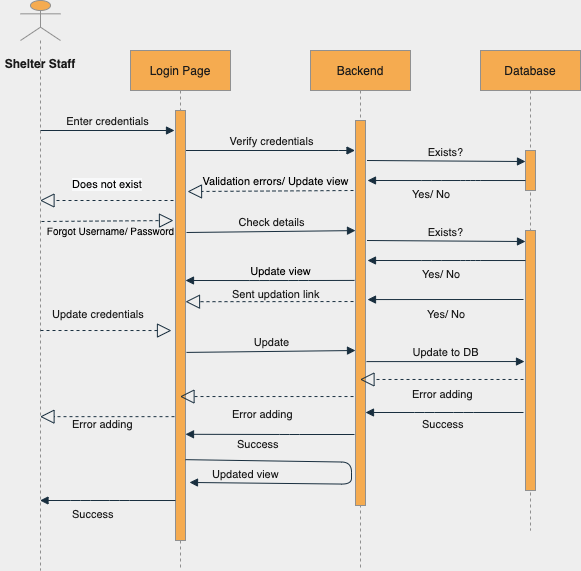 Shelter Staff
Login Page
Backend
Database
Enter credentials
Verify credentials
Exists?
Validation errors/ Update view
Does not exist
Yes/ No
Check details
Forgot Username/ Password
Exists?
Update view
Yes/ No
Sent updation link
Update credentials
Yes/ No
Update
Update to DB
Error adding
Error adding
Error adding
Success
Success
Updated view
Success